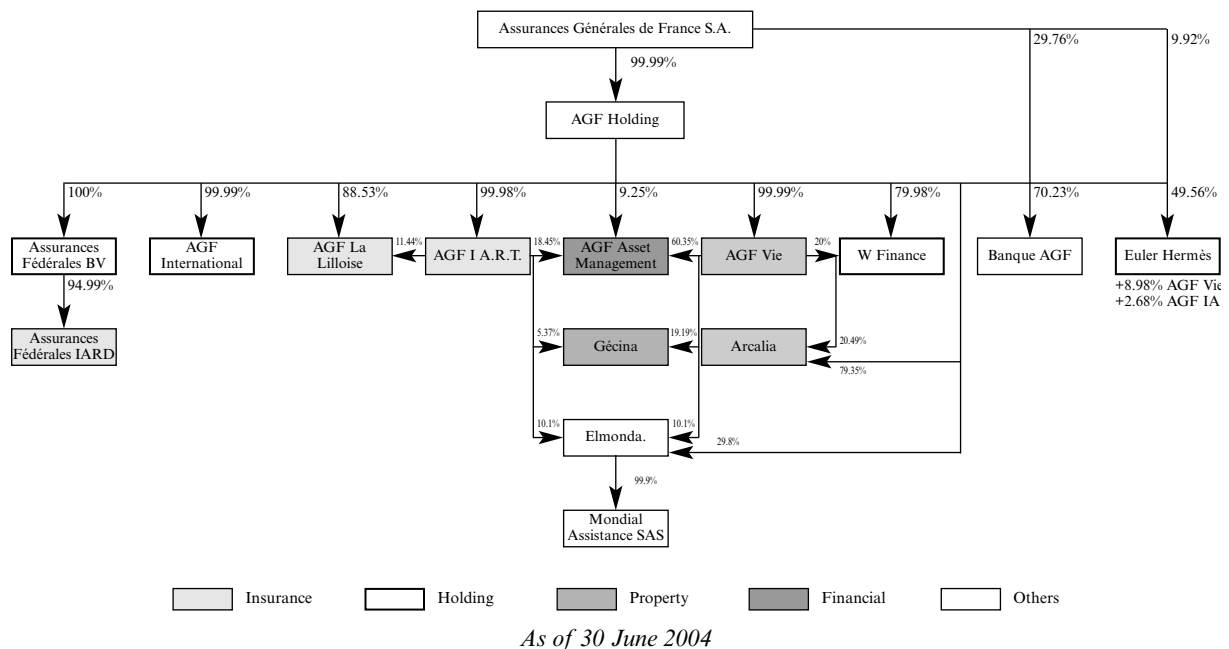 Assurances Générales de France S.A.
29.76%
9.92%
99.99%
AGF Holding
100%
99.99%
88.53%
99.98%
9.25%
99.99%
79.98%
70.23%
49.56%
Assurances
Fédérales BV
AGF
International
AGF La
Lilloise
11.44%
AGF I A.R.T.
18.45%
AGF Asset
Management
60.35%
AGF Vie
20%
W Finance
Banque AGF
Euler Hermès
+8.98% AGF Vie
+2.68% AGF IA
94.99%
Assurances
Fédérales IARD
5.37%
Gécina
19.19%
Arcalia
20.49%
79.35%
10.1%
Elmonda.
10.1%
29.8%
99.9%
Mondial
Assistance SAS
Insurance
Holding
Property
Financial
Others
As of 30 June 2004